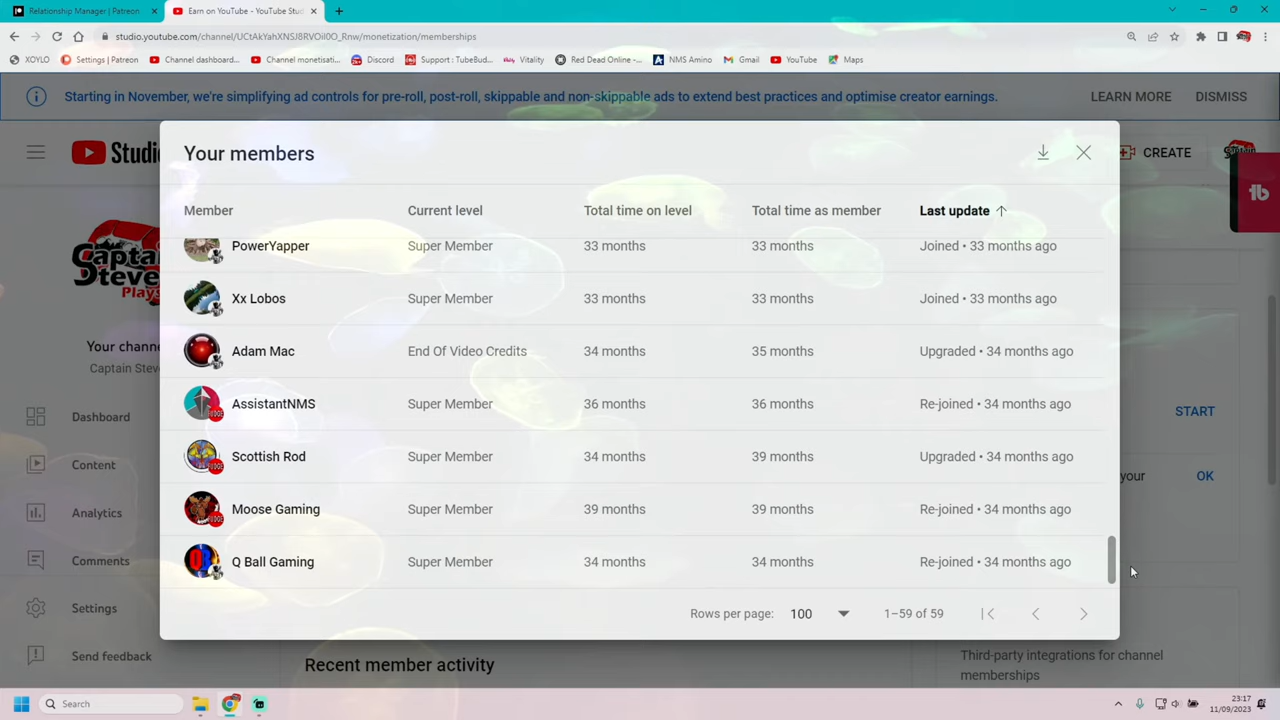 Relationship Manager | Patreon
Earn on YouTube - YouTube Stud
studio.youtube.com/channel/UCtAkYahXNSJ8RVOil0O_Rnw/monetization/memberships
XOYLO Settings | Patreon Channel dashboard... Channel monetisati... Discord Support : TubeBud... Vitality Red Dead Online -... NMS Amino Gmail YouTube Maps
Starting in November, we're simplifying ad controls for pre-roll, post-roll, skippable and non-skippable ads to extend best practices and optimise creator earnings. LEARN MORE DISMISS
Studio CREATE
Your members
Member Current level Total time on level Total time as member Last update
PowerYapper Super Member 33 months 33 months Joined • 33 months ago
Xx Lobos Super Member 33 months 33 months Joined • 33 months ago
Adam Mac End Of Video Credits 34 months 35 months Upgraded • 34 months ago
AssistantNMS Super Member 36 months 36 months Re-joined • 34 months ago
Scottish Rod Super Member 34 months 39 months Upgraded • 34 months ago
Moose Gaming Super Member 39 months 39 months Re-joined • 34 months ago
Q Ball Gaming Super Member 34 months 34 months Re-joined • 34 months ago
Rows per page: 100 1–59 of 59
Captain
Steve
Plays
Your chann
Captain Steve
Dashboard
Content
Analytics
Comments
Settings
Send feedback
START
your OK
Recent member activity
Third-party integrations for channel
memberships
Search
23:17
11/09/2023